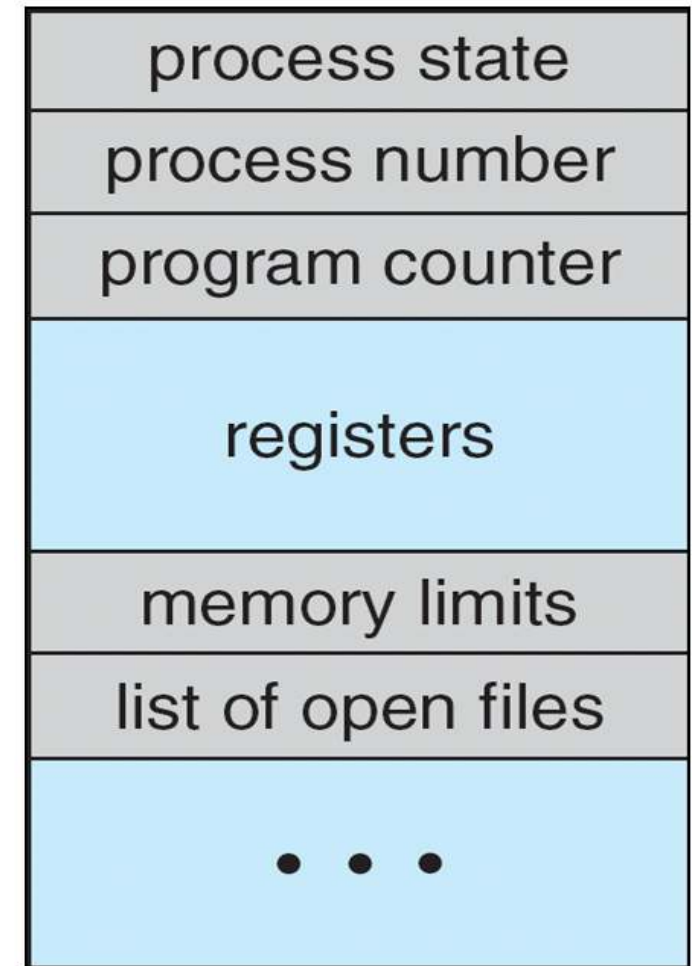 process state
process number
program counter
registers
memory limits
list of open files
• • •